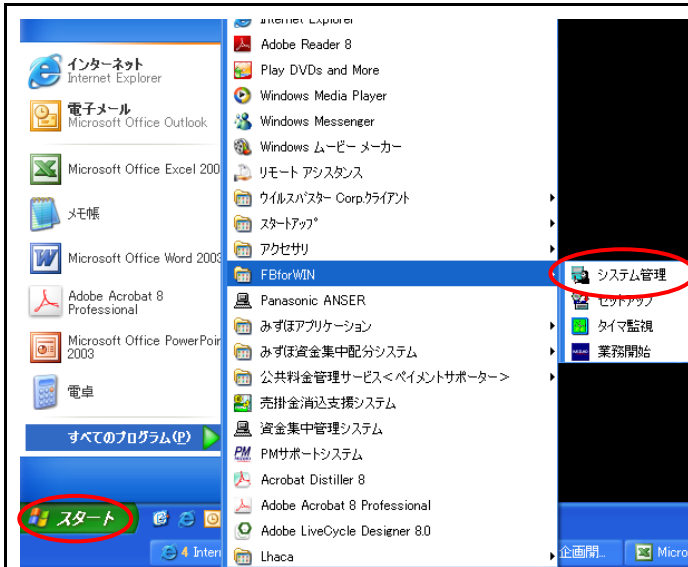 インターネット
Internet Explorer
電子メール
Microsoft Office Outlook
Microsoft Office Excel 200
メモ帳
Microsoft Office Word 2003
Adobe Acrobat 8
Professional
Microsoft Office PowerPoin
2003
電卓
すべてのプログラム(P)
スタート
4 Intern
Internet Explorer
Adobe Reader 8
Play DVDs and More
Windows Media Player
Windows Messenger
Windows ムービー メーカー
リモート アシスタンス
ウイルスバスター Corp.クライアント
スタートアップ
アクセサリ
FBforWIN
Panasonic ANSER
みずほアプリケーション
みずほ資金集中配分システム
公共料金管理サービス<ペイメントサポーター>
売掛金消込支援システム
資金集中管理システム
PM
PMサポートシステム
Acrobat Distiller 8
Adobe Acrobat 8 Professional
Adobe LiveCycle Designer 8.0
Lhaca
システム管理
セットアップ
タイマ監視
業務開始
企画開...
Micro